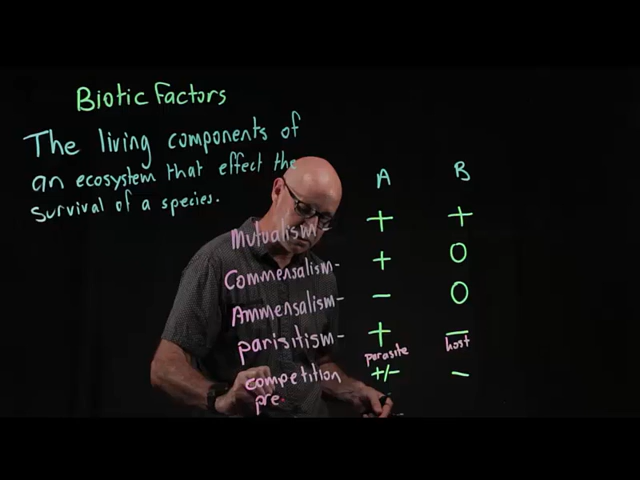 Biotic Factors
The living components of
an ecosystem that effect the
survival of a species.
A B
Mutualism + +
Commensalism- + 0
Ammensalism- - 0
parisitism- + -
parasite host
competition +/- -
pre